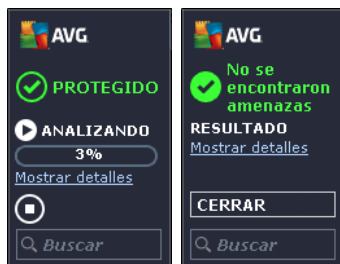 AVG
PROTEGIDO
ANALIZANDO
3%
Mostrar detalles
Buscar
AVG
No se
encontraron
amenazas
RESULTADO
Mostrar detalles
CERRAR
Buscar